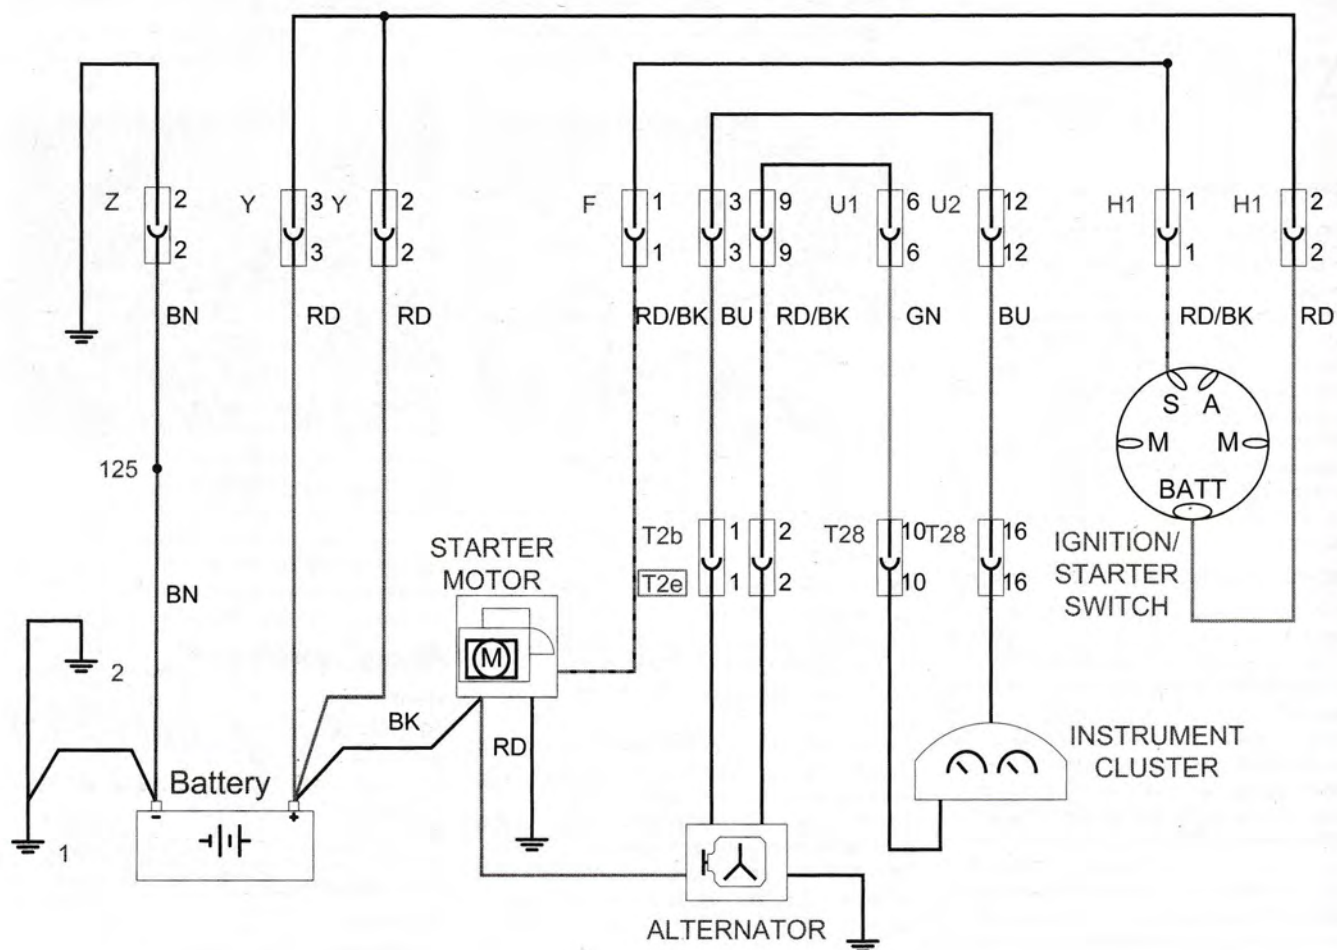 Z 2 Y 3 Y 2 F 1 3 9 U1 6 U2 12 H1 1 H1 2
2 3 2 1 3 9 6 12 1 2
BN RD RD RD/BK BU RD/BK GN BU RD/BK RD
S A
M M
BATT
125
STARTER
MOTOR
T2b 1 2 T28 10 T28 16
T2e 1 2 10 16
IGNITION/
STARTER
SWITCH
BN
M
2
BK
RD
INSTRUMENT
CLUSTER
Battery
- +
1
ALTERNATOR